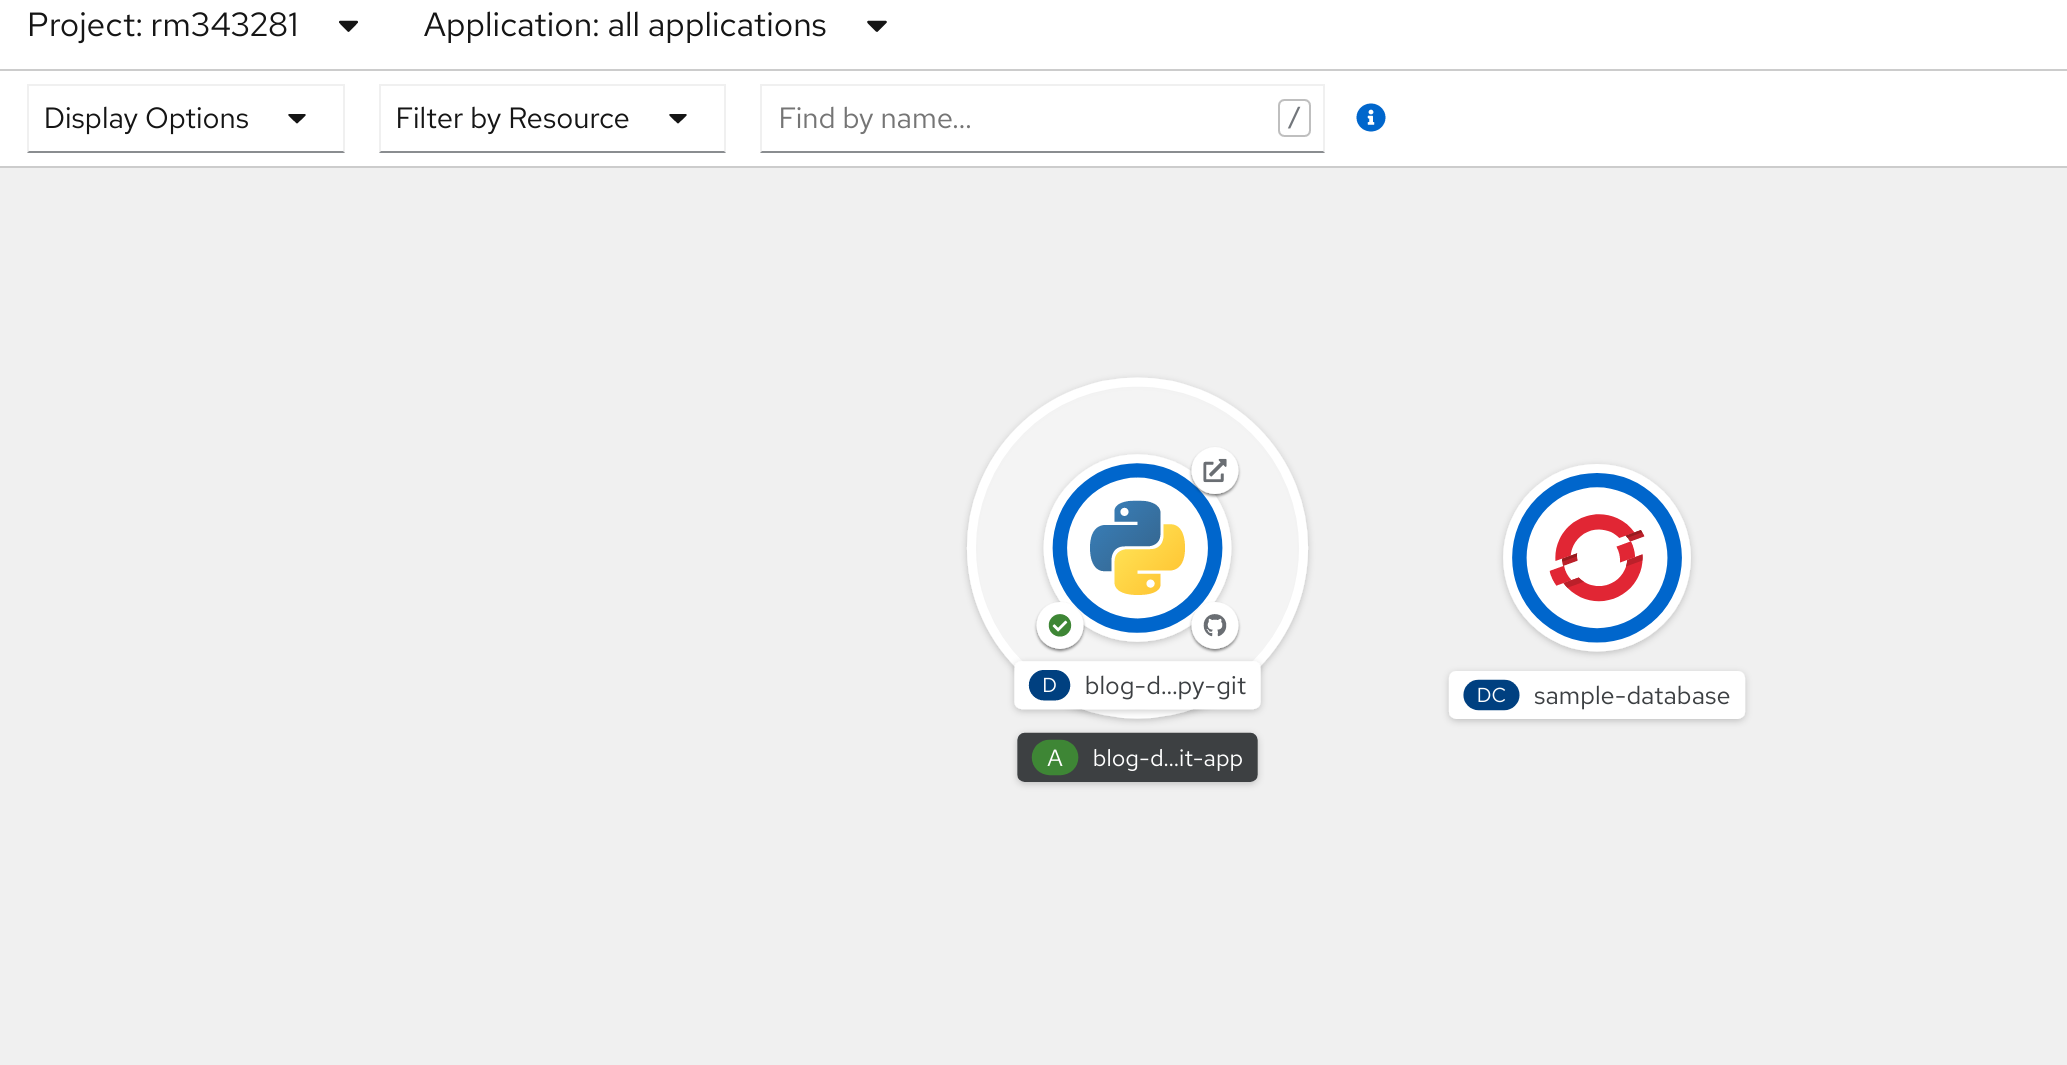 Project: rm343281 Application: all applications
Display Options Filter by Resource Find by name... /
D blog-d...py-git
DC sample-database
A blog-d...it-app